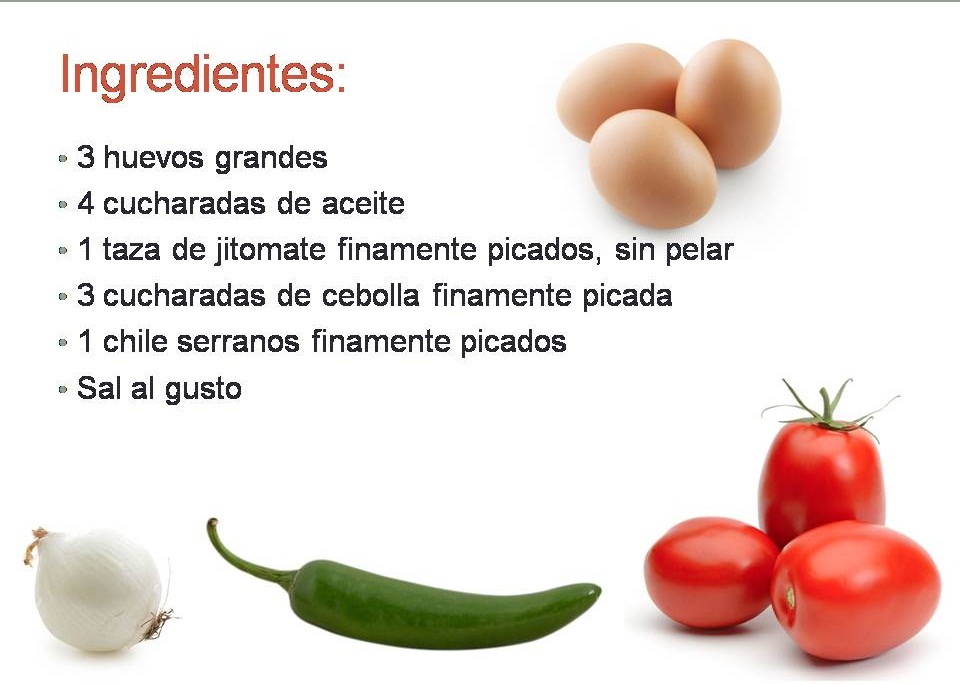 Ingredientes:
• 3 huevos grandes
• 4 cucharadas de aceite
• 1 taza de jitomate finamente picados, sin pelar
• 3 cucharadas de cebolla finamente picada
• 1 chile serranos finamente picados
• Sal al gusto